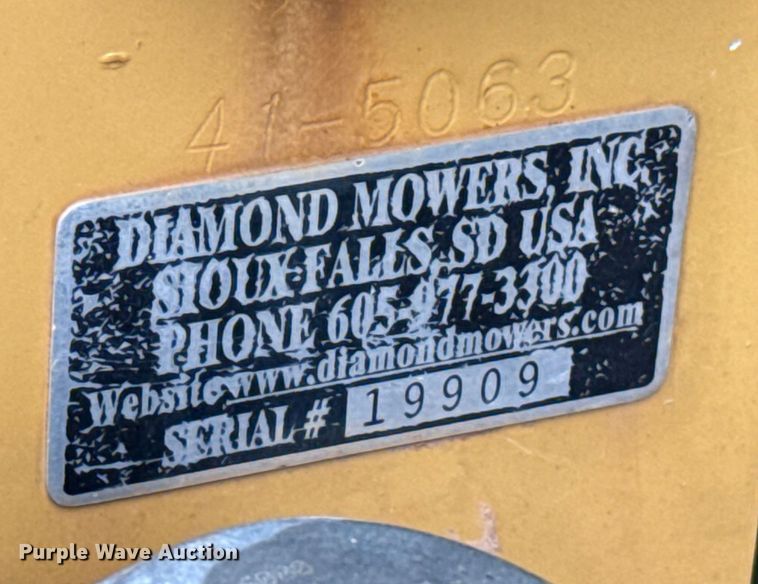 41-5063
DIAMOND MOWERS, INC.
SIOUX FALLS, SD USA
PHONE 605-977-3300
Website www.diamondmowers.com
SERIAL # 19909
Purple Wave Auction